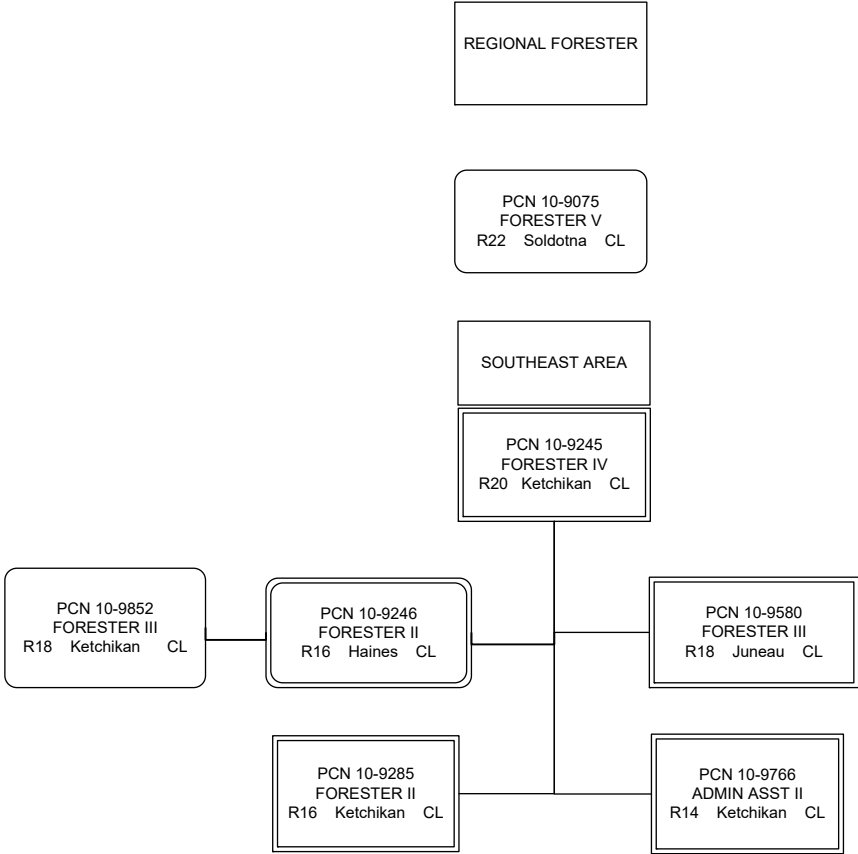 REGIONAL FORESTER
PCN 10-9075
FORESTER V
R22 Soldotna CL
SOUTHEAST AREA
PCN 10-9245
FORESTER IV
R20 Ketchikan CL
PCN 10-9852
FORESTER III
R18 Ketchikan CL
PCN 10-9246
FORESTER II
R16 Haines CL
PCN 10-9580
FORESTER III
R18 Juneau CL
PCN 10-9285
FORESTER II
R16 Ketchikan CL
PCN 10-9766
ADMIN ASST II
R14 Ketchikan CL